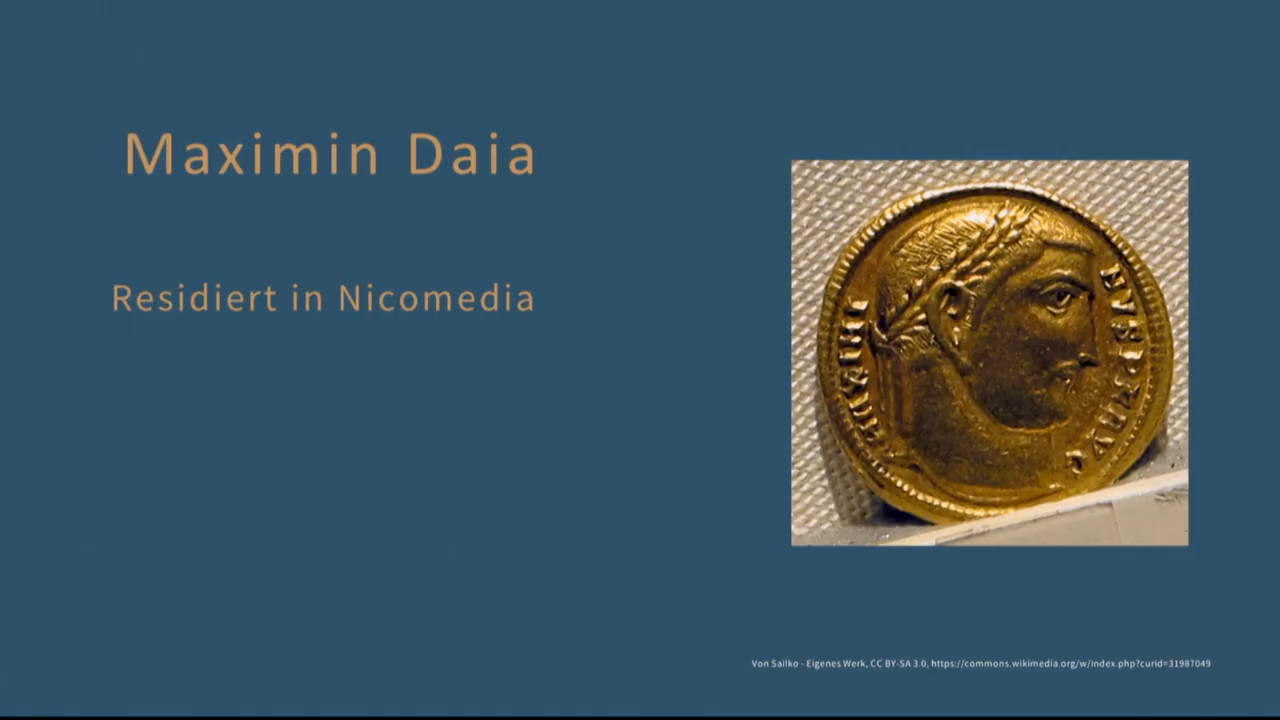 Maximin Daia
Residiert in Nicomedia
NVSPFAVG
Von Sailko - Eigenes Werk, CC BY-SA 3.0, https://commons.wikimedia.org/w/index.php?curid=31987049